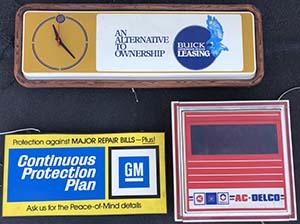 AN
ALTERNATIVE
TO
OWNERSHIP
BUICK
LEASING
Protection against MAJOR REPAIR BILLS—Plus!
Continuous
Protection
Plan
GM
Ask us for the Peace-of-Mind details
AC-DELCO